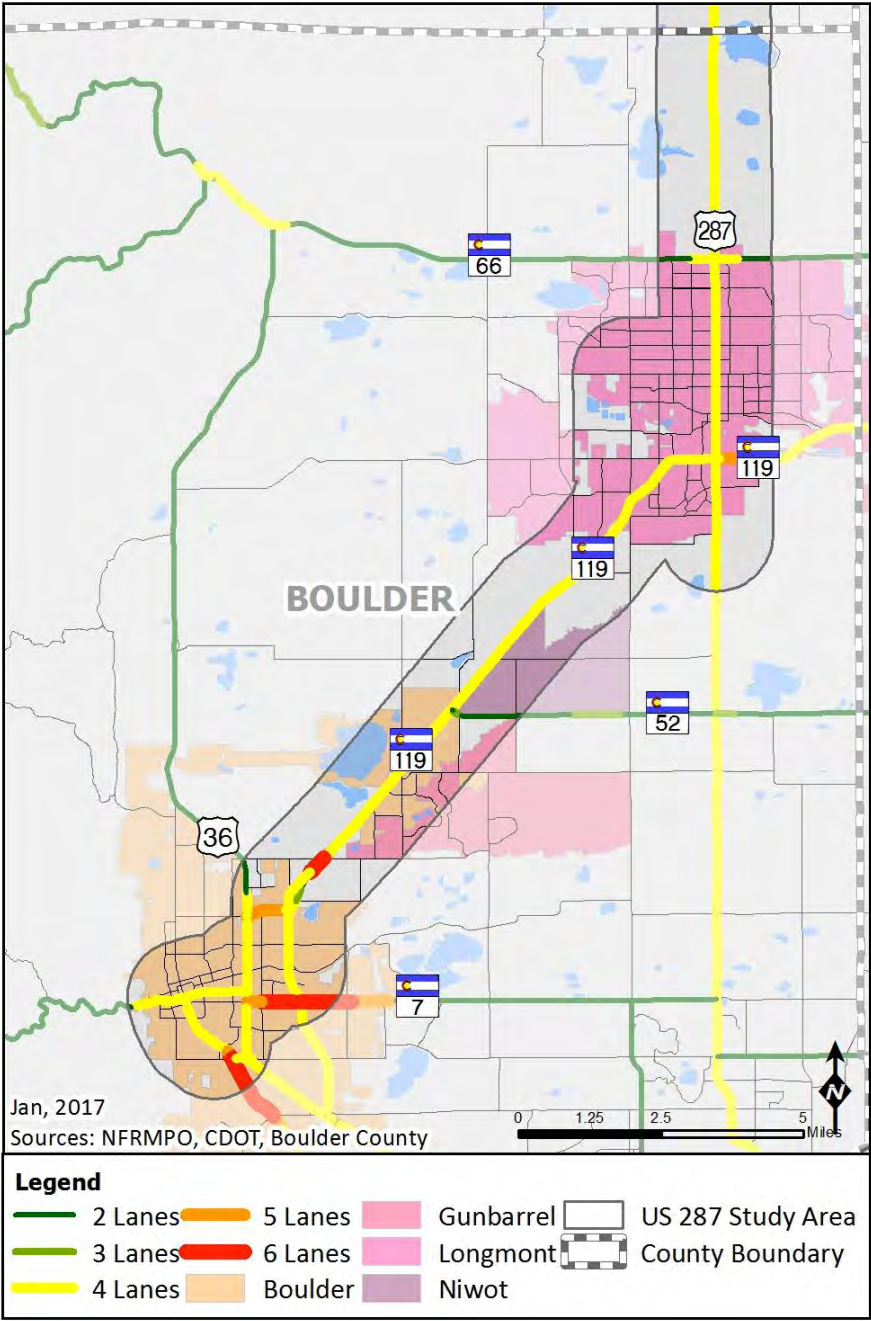 287
66
119
119
BOULDER
52
119
36
7
N
Jan, 2017
Sources: NFRMPO, CDOT, Boulder County
0 1.25 2.5 5
Miles
Legend
2 Lanes 5 Lanes Gunbarrel US 287 Study Area
3 Lanes 6 Lanes Longmont County Boundary
4 Lanes Boulder Niwot